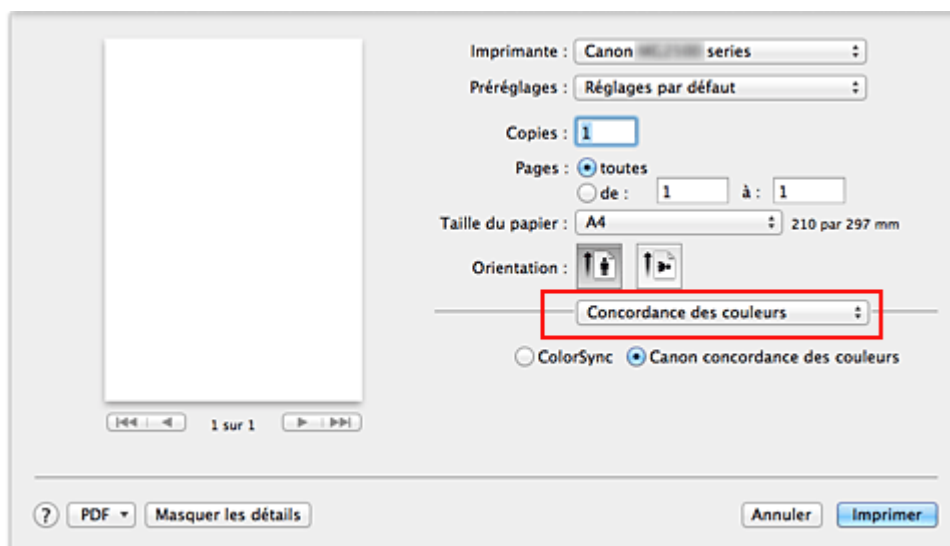 Imprimante : Canon series
Préréglages : Réglages par défaut
Copies : 1
Pages : toutes
de : 1 à : 1
Taille du papier : A4 210 par 297 mm
Orientation :
Concordance des couleurs
ColorSync Canon concordance des couleurs
1 sur 1
? PDF Masquer les détails Annuler Imprimer